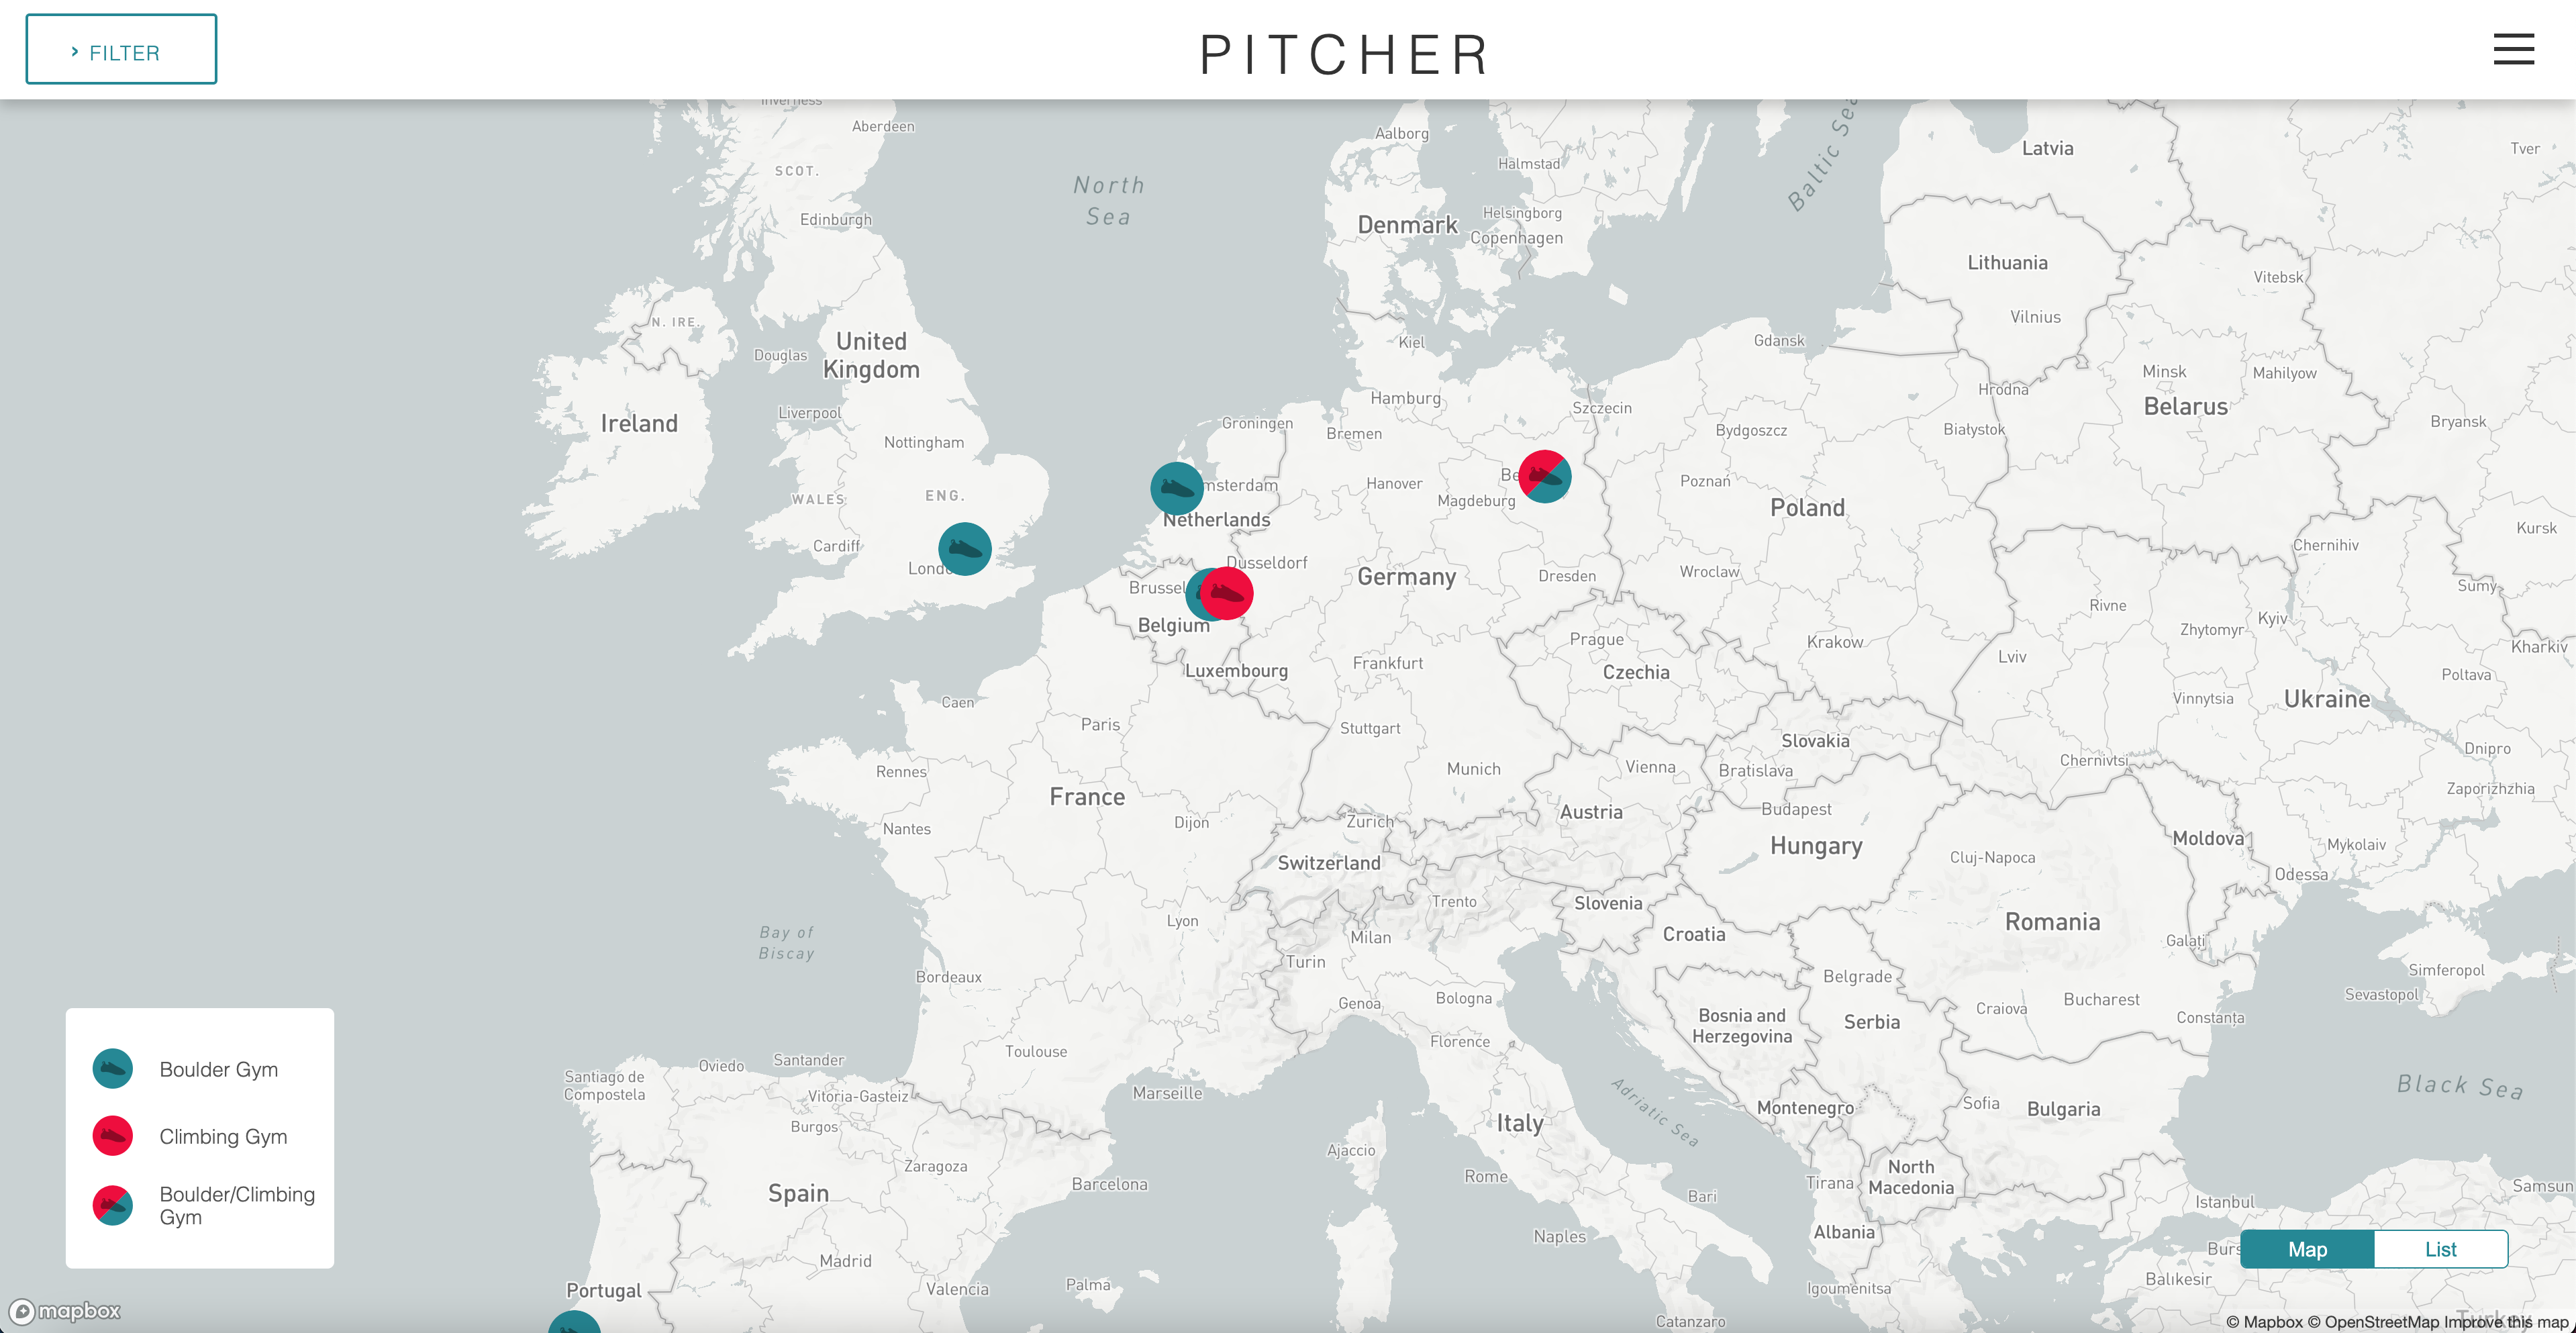 › FILTER
PITCHER
Inverness
Aberdeen
SCOT.
Edinburgh
North
Sea
Aalborg
Halmstad
Denmark
Helsingborg
Copenhagen
Baltic Sea
Latvia
Tver
Lithuania
Vilnius
Vitebsk
N. IRE.
United
Kingdom
Douglas
Kiel
Gdansk
Minsk
Mahilyow
Hrodna
Belarus
Ireland
Liverpool
Nottingham
Groningen
Hamburg
Bremen
Szczecin
Bydgoszcz
Białystok
Bryansk
WALES
ENG.
msterdam
Netherlands
Hanover
Be
Magdeburg
Poznan
Poland
Kursk
Cardiff
Lond
Dusseldorf
Brussel
Belgium
Germany
Dresden
Wroclaw
Chernihiv
Sumy
Rivne
Zhytomyr
Kyiv
Kharkiv
Luxembourg
Frankfurt
Prague
Czechia
Krakow
Lviv
Poltava
Caen
Paris
Stuttgart
Vinnytsia
Ukraine
Slovakia
Dnipro
Chernivtsi
Rennes
Munich
Vienna
Bratislava
Zaporizhzhia
France
Nantes
Dijon
Zurich
Austria
Budapest
Hungary
Moldova
Mykolaiv
Switzerland
Cluj-Napoca
Odessa
Trento
Slovenia
Lyon
Milan
Croatia
Romania
Galați
Bay of
Biscay
Turin
Bordeaux
Belgrade
Simferopol
Sevastopol
Genoa
Bologna
Craiova
Bucharest
Constanța
Bosnia and
Herzegovina
Serbia
Florence
Toulouse
Oviedo
Santander
Santiago de
Compostela
Vitoria-Gasteiz
Marseille
Adriatic Sea
Montenegro
Sofia
Bulgaria
Black Sea
Burgos
Italy
Ajaccio
Zaragoza
Rome
Barcelona
Spain
Bari
Tirana
North
Macedonia
Istanbul
Samsun
Naples
Albania
Madrid
Portugal
Valencia
Palma
Igoumenitsa
Burs
Balıkesir
Catanzaro
Boulder Gym
Climbing Gym
Boulder/Climbing
Gym
Map
List
mapbox
© Mapbox © OpenStreetMap Improve this map